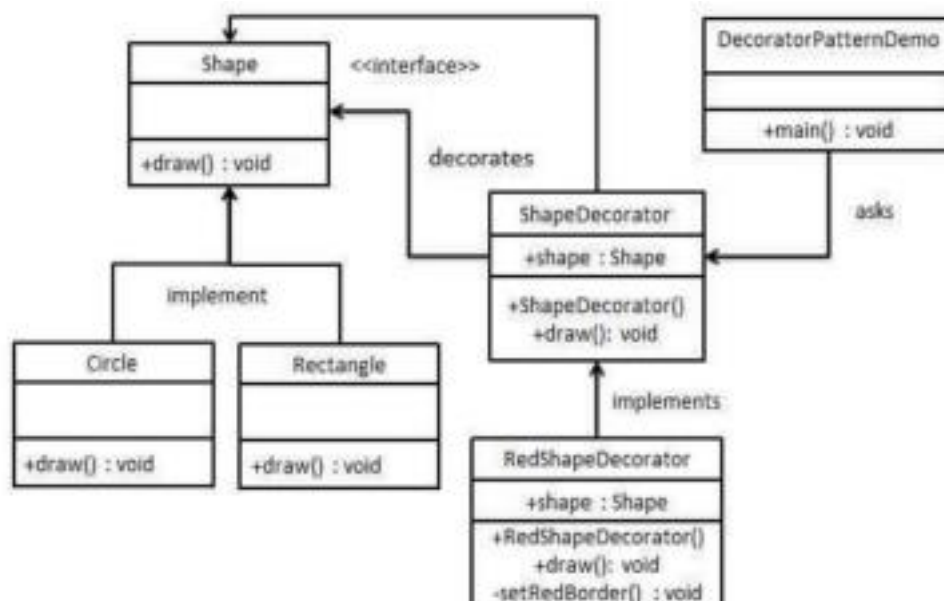 Shape
<<interface>>
+draw() : void
DecoratorPatternDemo
+main() : void
decorates
asks
ShapeDecorator
+shape : Shape
+ShapeDecorator()
+draw(): void
implement
Circle
+draw() : void
Rectangle
+draw() : void
implements
RedShapeDecorator
+shape : Shape
+RedShapeDecorator()
+draw(): void
-setRedBorder() : void